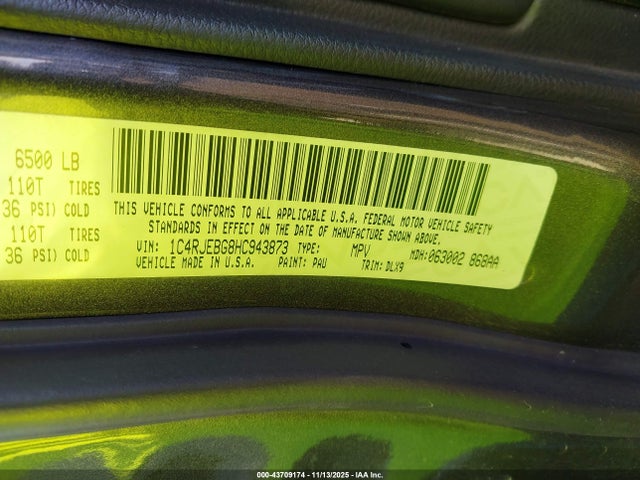 6500 LB
110T TIRES
36 PSI) COLD
110T TIRES
36 PSI) COLD
THIS VEHICLE CONFORMS TO ALL APPLICABLE U.S.A. FEDERAL MOTOR VEHICLE SAFETY
STANDARDS IN EFFECT ON THE DATE OF MANUFACTURE SHOWN ABOVE.
VIN: 1C4RJEBG8HC943873 TYPE: MPV MDH:063002 868AA
VEHICLE MADE IN U.S.A. PAINT: PAU TRIM: DLX9
000-43709174 - 11/13/2025 - IAA Inc.